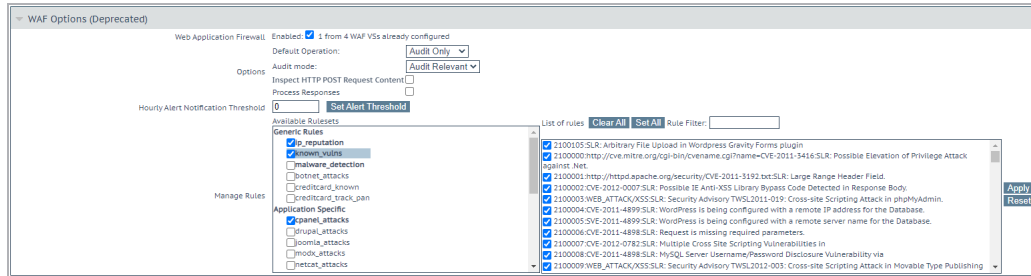 WAF Options (Deprecated)
Web Application Firewall Enabled: 1 from 4 WAF VSs already configured
Options
Default Operation: Audit Only
Audit mode: Audit Relevant
Inspect HTTP POST Request Content
Process Responses
Hourly Alert Notification Threshold 0 Set Alert Threshold
Manage Rules
Available Rulesets
Generic Rules
ip_reputation
known_vulns
malware_detection
botnet_attacks
creditcard_known
creditcard_track_pan
Application Specific
cpanel_attacks
drupal_attacks
joomla_attacks
modx_attacks
netcat_attacks
List of rules Clear All Set All Rule Filter:
2100105:SLR: Arbitrary File Upload in Wordpress Gravity Forms plugin
2100000:http://cve.mitre.org/cgi-bin/cvename.cgi?name=CVE-2011-3416:SLR: Possible Elevation of Privilege Attack
against .Net.
2100001:http://httpd.apache.org/security/CVE-2011-3192.txt:SLR: Large Range Header Field.
2100002:CVE-2012-0007:SLR: Possible IE Anti-XSS Library Bypass Code Detected in Response Body.
2100003:WEB_ATTACK/XSS:SLR: Security Advisory TWSL2011-019: Cross-site Scripting Attack in phpMyAdmin.
2100004:CVE-2011-4899:SLR: WordPress is being configured with a remote IP address for the Database.
2100005:SVE-2011-4899:SLR: WordPress is being configured with a remote server name for the Database.
2100006:CVE-2011-4898:SLR: Request is missing required parameters.
2100007:CVE-2012-0782:SLR: Multiple Cross Site Scripting Vulnerabilities in
2100008:CVE-2011-4898:SLR: MySQL Server Username/Password Disclosure Vulnerability via
2100009:WEB_ATTACK/XSS:SLR: Security Advisory TWSL2012-003: Cross-site Scripting Attack in Movable Type Publishing
Apply
Reset